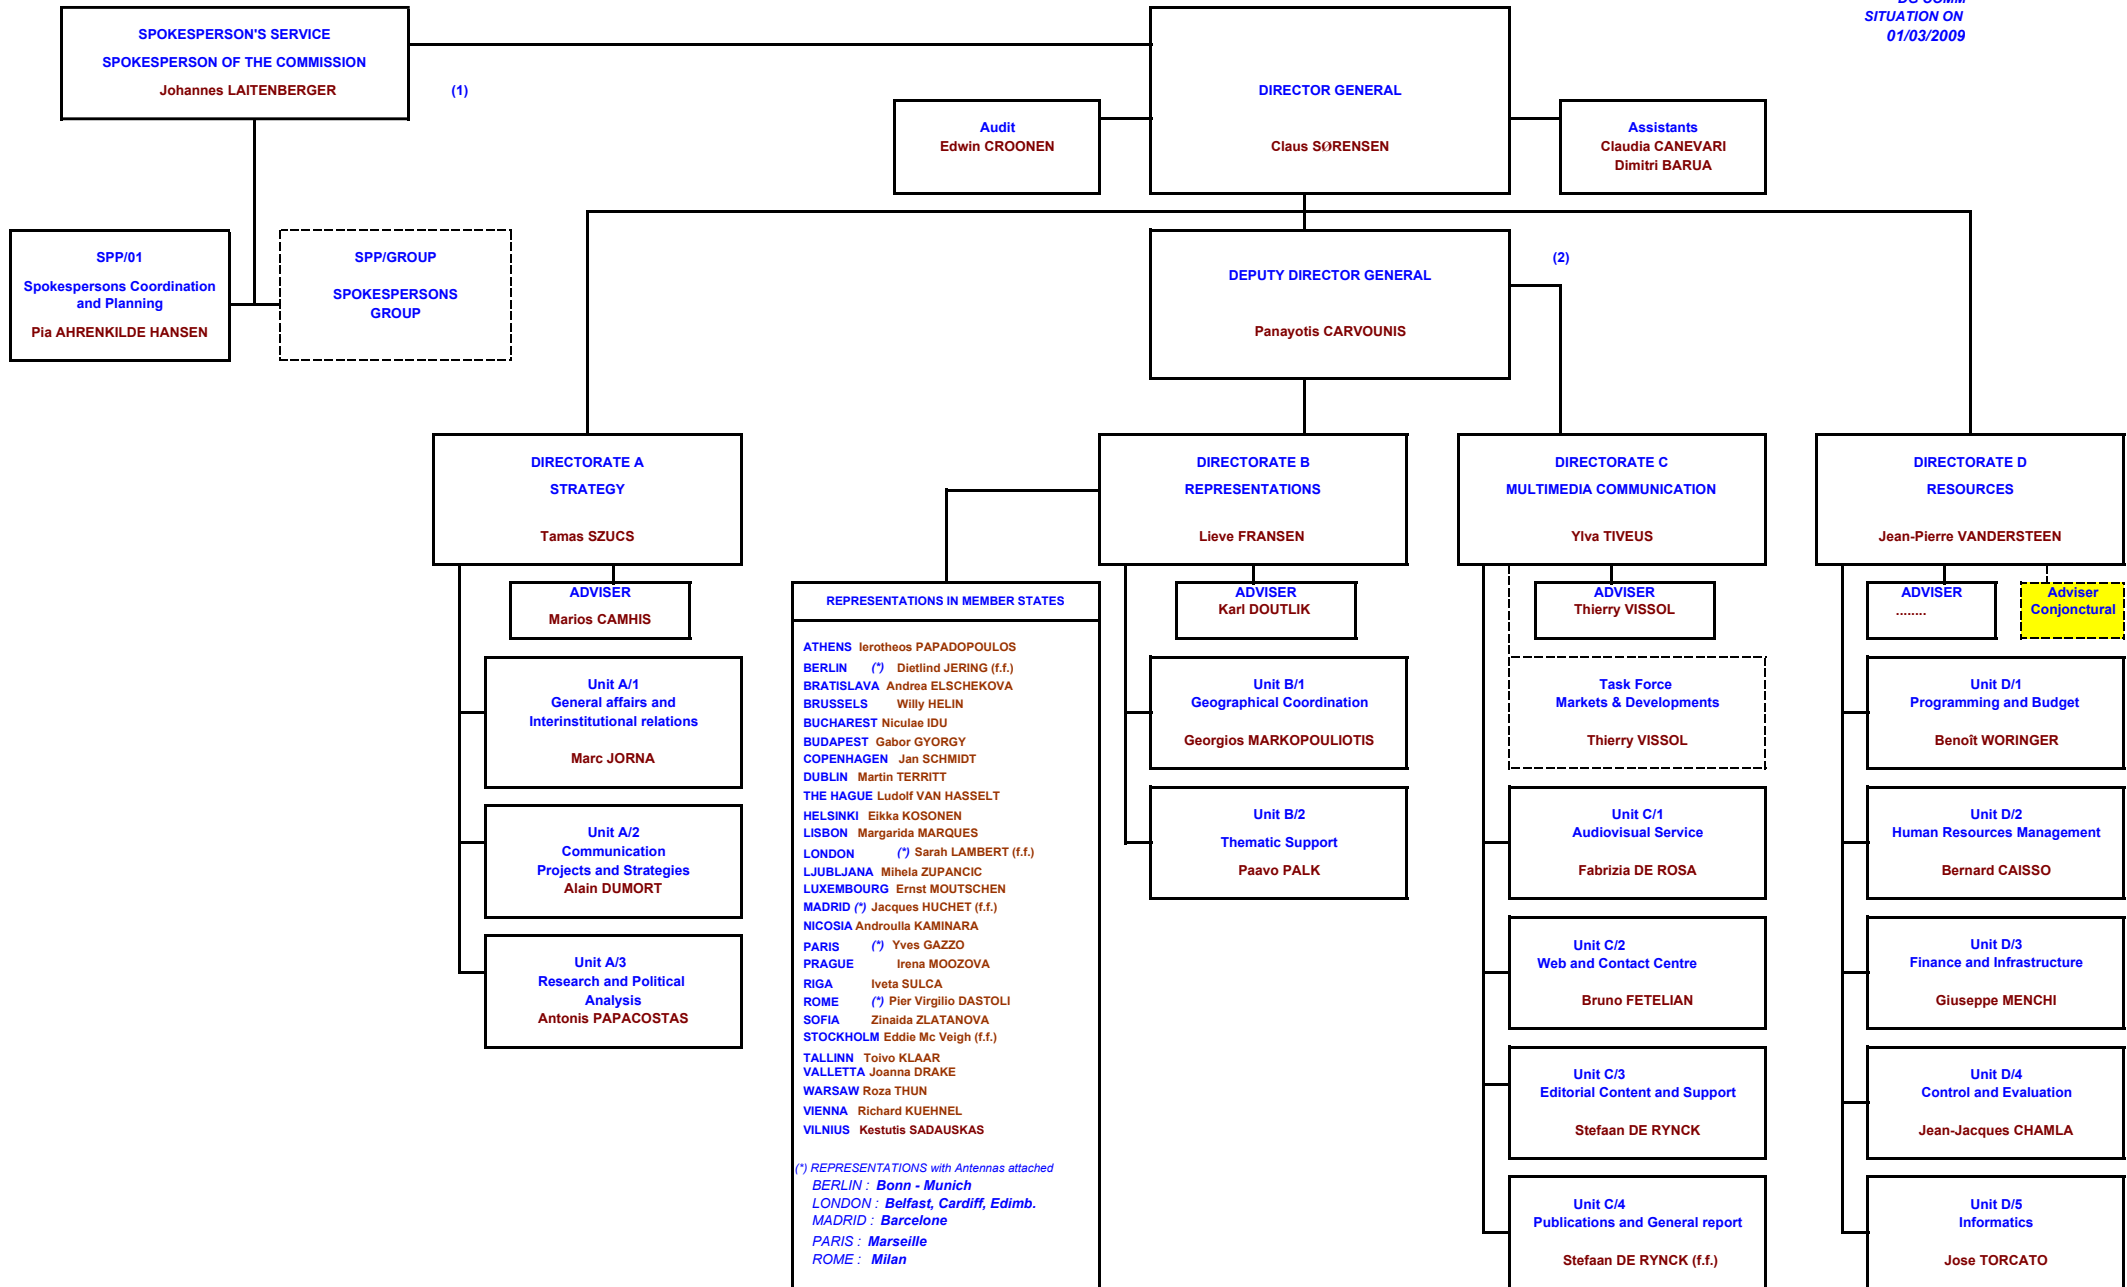 DG COMM
SITUATION ON
01/03/2009
SPOKESPERSON'S SERVICE
SPOKESPERSON OF THE COMMISSION
Johannes LAITENBERGER
(1)
DIRECTOR GENERAL
Claus SØRENSEN
Audit
Edwin CROONEN
Assistants
Claudia CANEVARI
Dimitri BARUA
SPP/01
Spokespersons Coordination
and Planning
Pia AHRENKILDE HANSEN
SPP/GROUP
SPOKESPERSONS
GROUP
DEPUTY DIRECTOR GENERAL
Panayotis CARVOUNIS
(2)
DIRECTORATE A
STRATEGY
Tamas SZUCS
ADVISER
Marios CAMHIS
Unit A/1
General affairs and
Interinstitutional relations
Marc JORNA
Unit A/2
Communication
Projects and Strategies
Alain DUMORT
Unit A/3
Research and Political
Analysis
Antonis PAPACOSTAS
REPRESENTATIONS IN MEMBER STATES
ATHENS Ierotheos PAPADOPOULOS
BERLIN (*) Dietlind JERING (f.f.)
BRATISLAVA Andrea ELSCHEKOVA
BRUSSELS Willy HELIN
BUCHAREST Niculae IDU
BUDAPEST Gabor GYORGY
COPENHAGEN Jan SCHMIDT
DUBLIN Martin TERRITT
THE HAGUE Ludolf VAN HASSELT
HELSINKI Eikka KOSONEN
LISBON Margarida MARQUES
LONDON (*) Sarah LAMBERT (f.f.)
LJUBLJANA Mihela ZUPANCIC
LUXEMBOURG Ernst MOUTSCHEN
MADRID (*) Jacques HUCHET (f.f.)
NICOSIA Androulla KAMINARA
PARIS (*) Yves GAZZO
PRAGUE Irena MOOZOVA
RIGA Iveta SULCA
ROME (*) Pier Virgilio DASTOLI
SOFIA Zinaida ZLATANOVA
STOCKHOLM Eddie Mc Veigh (f.f.)
TALLINN Toivo KLAAR
VALLETTA Joanna DRAKE
WARSAW Roza THUN
VIENNA Richard KUEHNEL
VILNIUS Kestutis SADAUSKAS
(*) REPRESENTATIONS with Antennas attached
BERLIN : Bonn - Munich
LONDON : Belfast, Cardiff, Edimb.
MADRID : Barcelone
PARIS : Marseille
ROME : Milan
DIRECTORATE B
REPRESENTATIONS
Lieve FRANSEN
ADVISER
Karl DOUTLIK
Unit B/1
Geographical Coordination
Georgios MARKOPOULIOTIS
Unit B/2
Thematic Support
Paavo PALK
DIRECTORATE C
MULTIMEDIA COMMUNICATION
Ylva TIVEUS
ADVISER
Thierry VISSOL
Task Force
Markets & Developments
Thierry VISSOL
Unit C/1
Audiovisual Service
Fabrizia DE ROSA
Unit C/2
Web and Contact Centre
Bruno FETELIAN
Unit C/3
Editorial Content and Support
Stefaan DE RYNCK
Unit C/4
Publications and General report
Stefaan DE RYNCK (f.f.)
DIRECTORATE D
RESOURCES
Jean-Pierre VANDERSTEEN
ADVISER
........
Adviser
Conjonctural
Unit D/1
Programming and Budget
Benoît WORINGER
Unit D/2
Human Resources Management
Bernard CAISSO
Unit D/3
Finance and Infrastructure
Giuseppe MENCHI
Unit D/4
Control and Evaluation
Jean-Jacques CHAMLA
Unit D/5
Informatics
Jose TORCATO